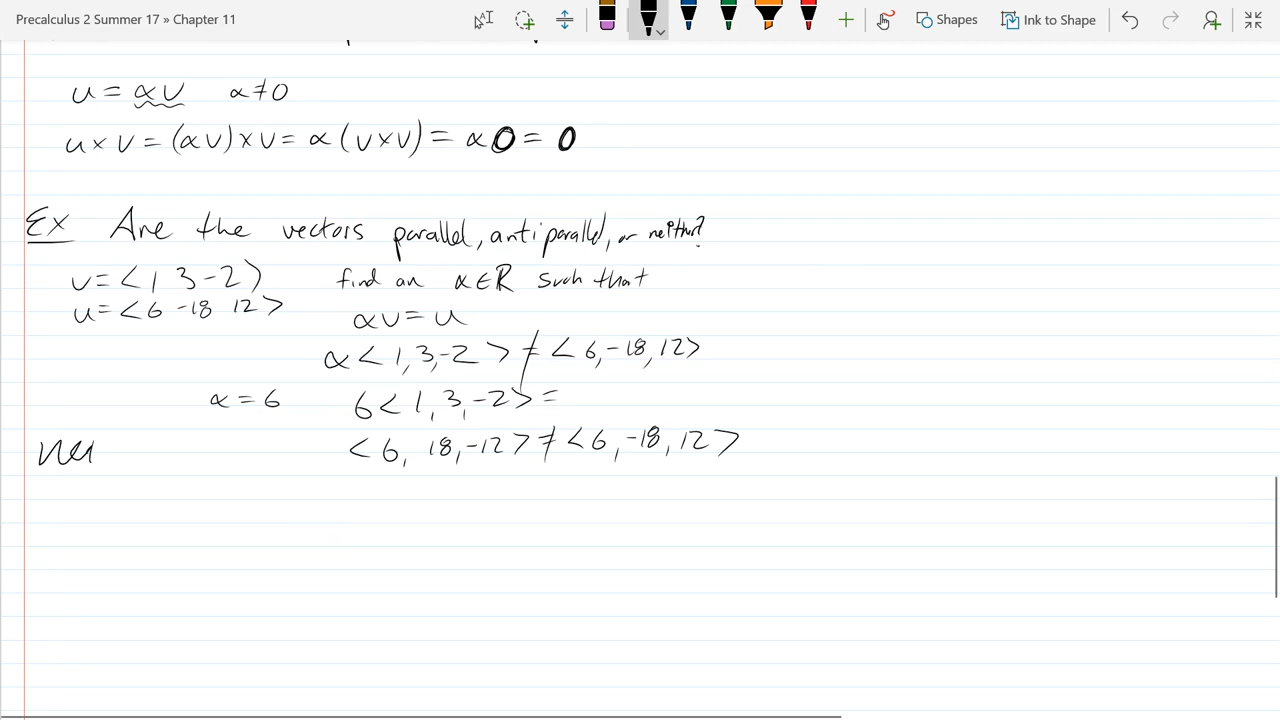 Precalculus 2 Summer 17 » Chapter 11
Shapes
Ink to Shape
u = αv α≠0
u×v = (αv)×v = α(v×v) = α0 = 0
Ex Are the vectors parallel, antiparallel, or neither?
v=<1 3 -2> find an α∈R such that
u=<6 -18 12>
αv = u
α<1,3,-2> ≠ <6,-18,12>
α = 6 6<1,3,-2> =
<6, 18,-12> ≠ <6,-18,12>
nei